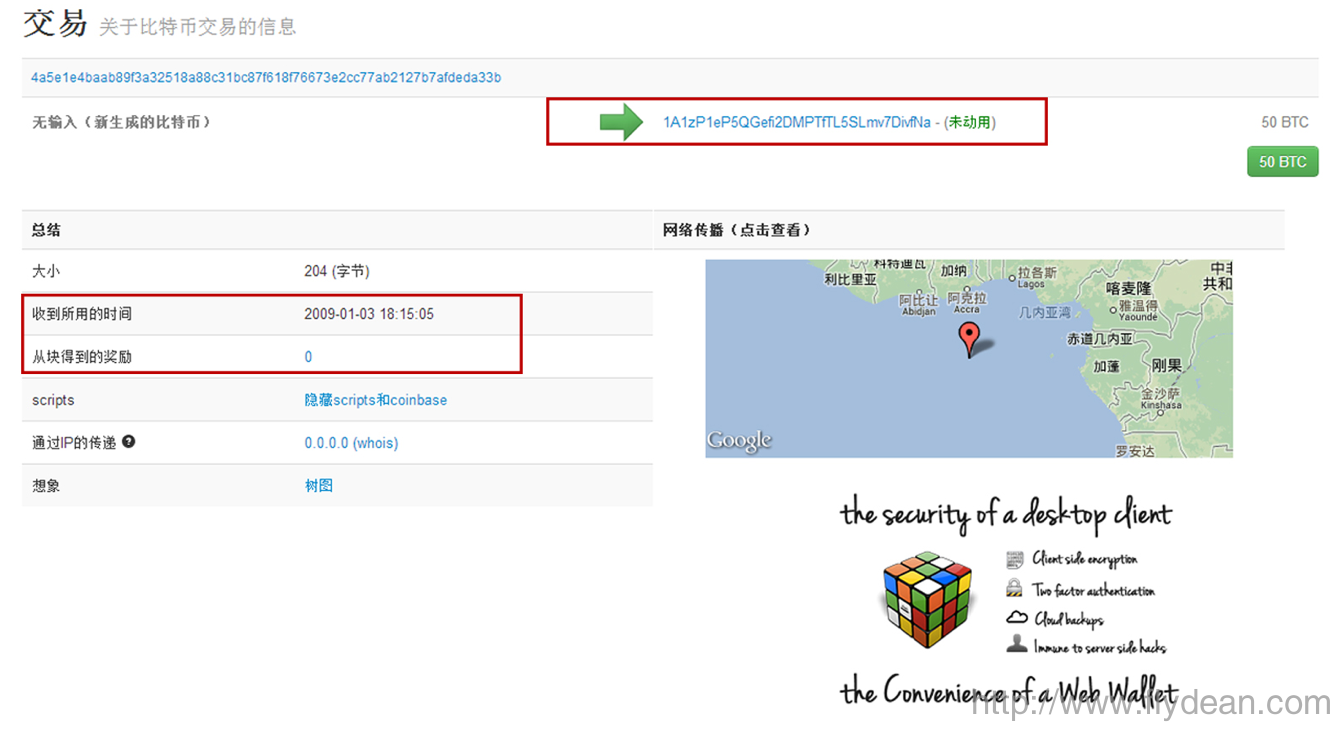 交易 关于比特币交易的信息
4a5e1e4baab89f3a32518a88c31bc87f618f76673e2cc77ab2127b7afdeda33b
无输入（新生成的比特币） 1A1zP1eP5QGefi2DMPTfTL5SLmv7DivfNa - (未动用) 50 BTC
50 BTC
总结
大小 204 (字节)
收到所用的时间 2009-01-03 18:15:05
从块得到的奖励 0
scripts 隐藏scripts和coinbase
通过IP的传递 0.0.0.0 (whois)
想象 树图
网络传播（点击查看）
科特迪瓦
加纳
利比里亚
拉各斯
Lagos
喀麦隆
共和
阿比让
Abidjan
阿克拉
Accra
几内亚湾
雅温得
Yaounde
赤道几内亚
加蓬
刚果
金沙萨
Kinshasa
罗安达
Google
the security of a desktop client
Client side encryption
Two factor authentication
Cloud backups
Immune to server side hacks
the Convenience of a Web Wallet
http://www.flydean.com